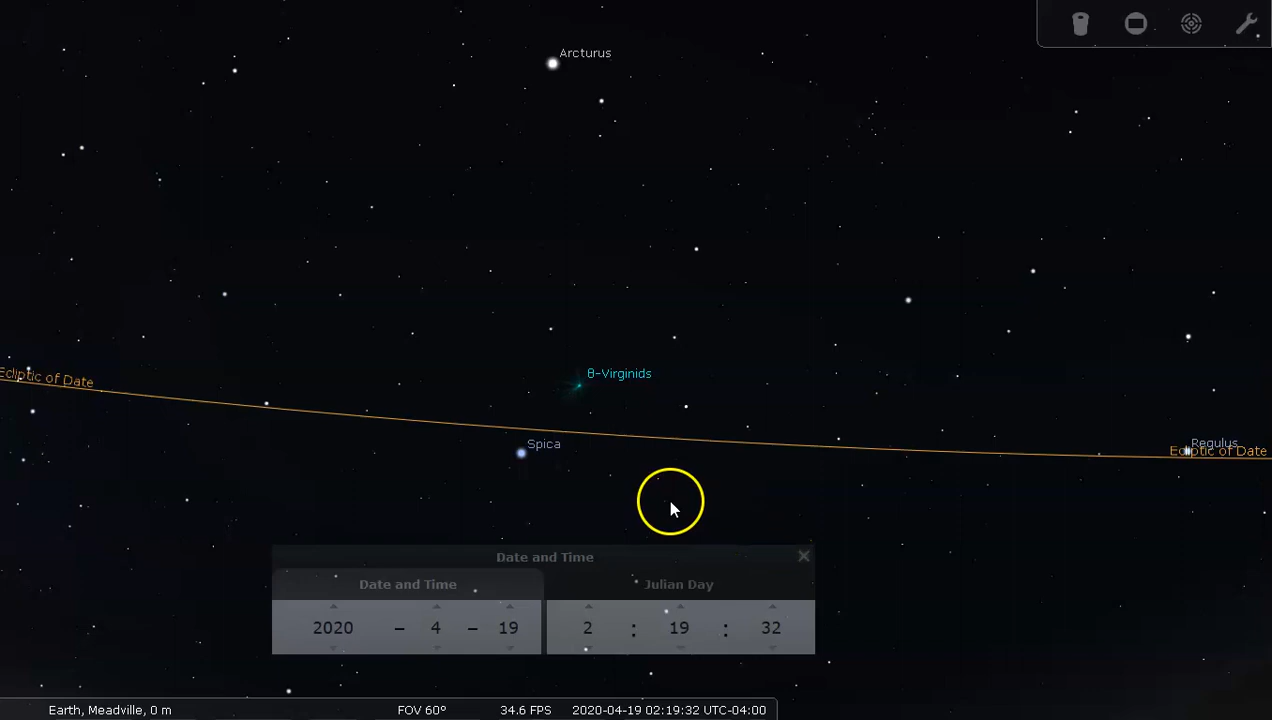 Arcturus
θ-Virginids
Ecliptic of Date
Spica
Regulus
Ecliptic of Date
Date and Time
Date and Time
Julian Day
2020 - 4 - 19
2 : 19 : 32
Earth, Meadville, 0 m
FOV 60°
34.6 FPS
2020-04-19 02:19:32 UTC-04:00